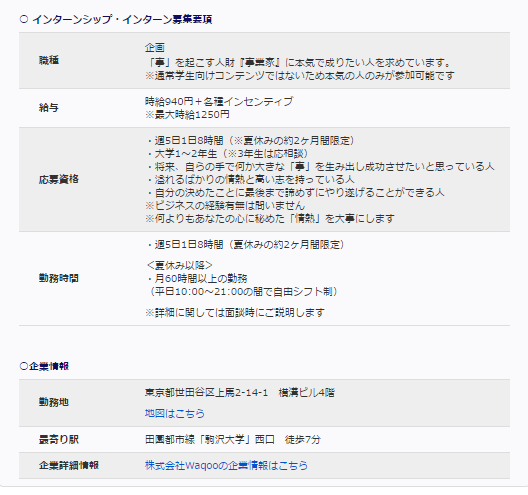 ○ インターンシップ・インターン募集要項
職種
企画
「事」を起こす人財『事業家』に本気で成りたい人を求めています。
※通常学生向けコンテンツではないため本気の人のみが参加可能です
給与
時給940円＋各種インセンティブ
※最大時給1250円
応募資格
・週5日1日8時間（※夏休みの約2ヶ月間限定）
・大学1～2年生（※3年生は応相談）
・将来、自らの手で何か大きな「事」を生み出し成功させたいと思っている人
・溢れるばかりの情熱と高い志を持っている人
・自分の決めたことに最後まで諦めずにやり遂げることができる人
※ビジネスの経験有無は問いません
※何よりもあなたの心に秘めた「情熱」を大事にします
勤務時間
・週5日1日8時間（夏休みの約2ヶ月間限定）
＜夏休み以降＞
・月60時間以上の勤務
（平日10:00～21:00の間で自由シフト制）
※詳細に関しては面談時にご説明します
○企業情報
勤務地
東京都世田谷区上馬2-14-1　横溝ビル4階
地図はこちら
最寄り駅
田園都市線「駒沢大学」西口　徒歩7分
企業詳細情報
株式会社Waqooの企業情報はこちら